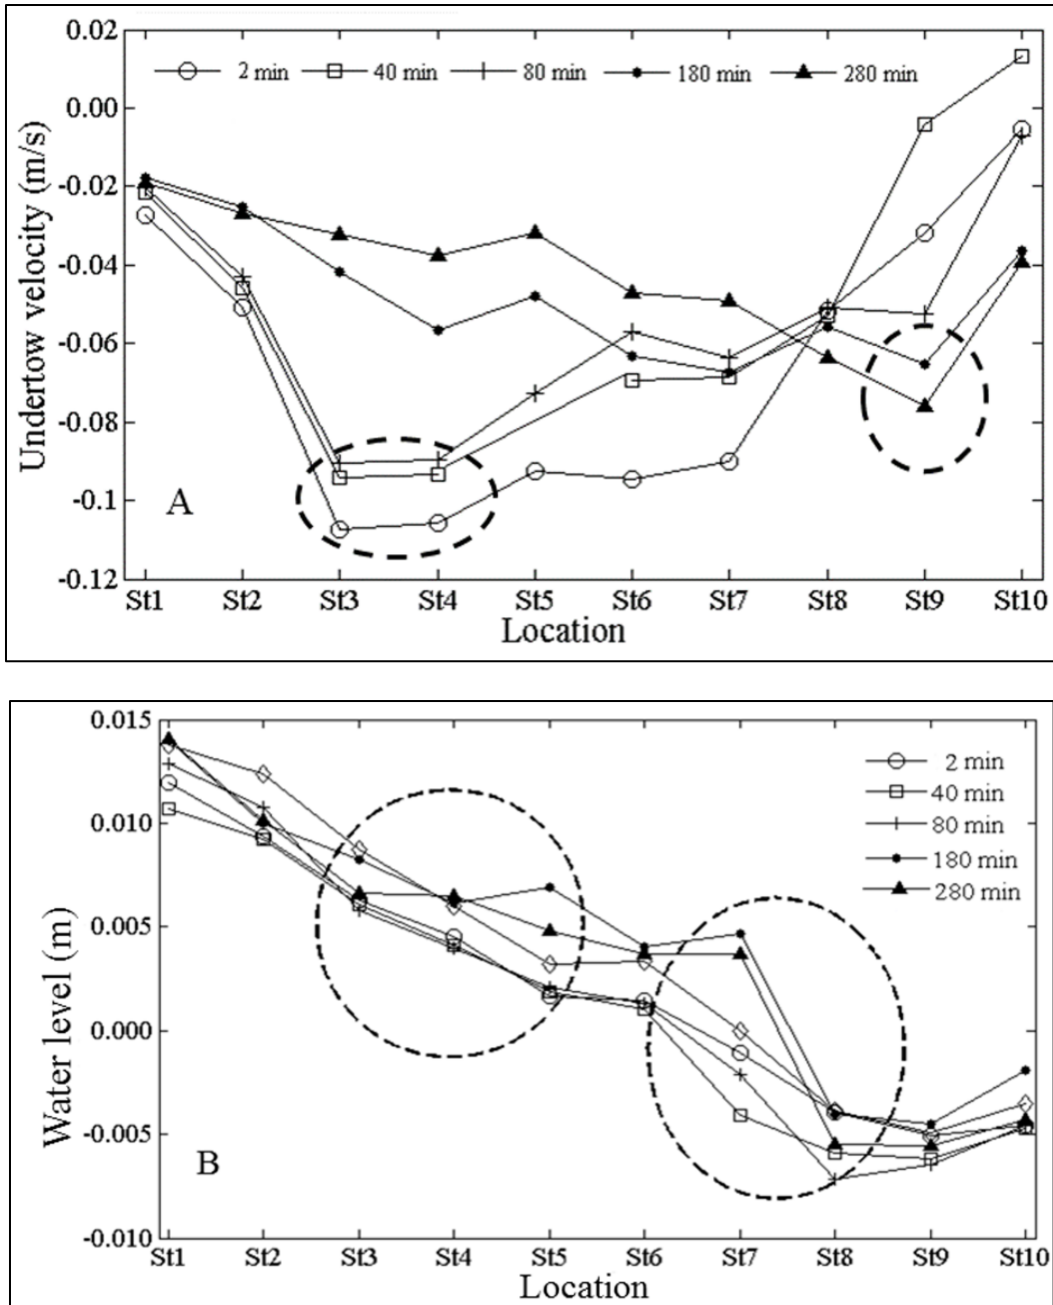 0.02
2 min 40 min 80 min 180 min 280 min
0.00
-0.02
-0.04
-0.06
-0.08
-0.1
-0.12
Undertow velocity (m/s)
A
St1 St2 St3 St4 St5 St6 St7 St8 St9 St10
Location
0.015
0.010
0.005
0.000
-0.005
-0.010
Water level (m)
2 min
40 min
80 min
180 min
280 min
B
St1 St2 St3 St4 St5 St6 St7 St8 St9 St10
Location